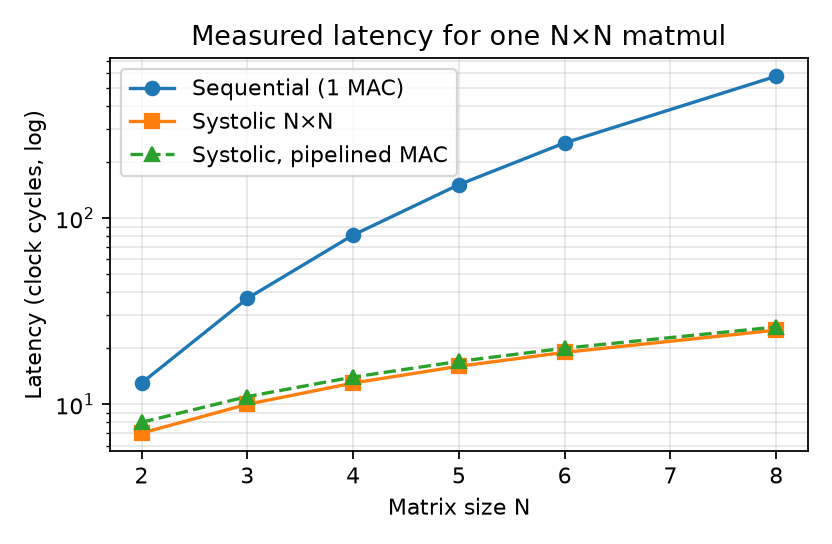 Measured latency for one N×N matmul
Sequential (1 MAC)
Systolic N×N
Systolic, pipelined MAC
Latency (clock cycles, log)
10²
10¹
2 3 4 5 6 7 8
Matrix size N